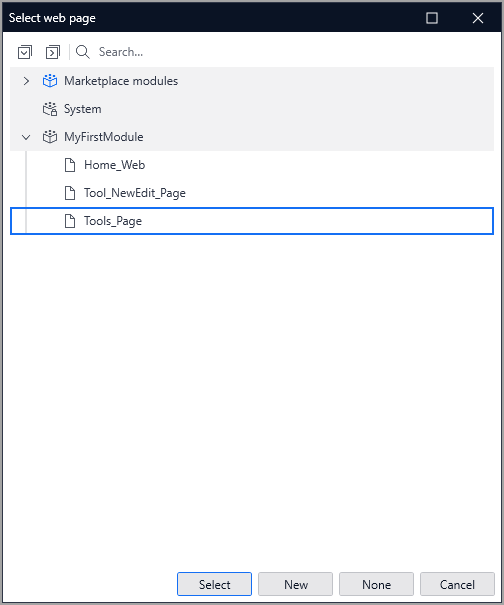 Select web page
Search...
Marketplace modules
System
MyFirstModule
Home_Web
Tool_NewEdit_Page
Tools_Page
Select New None Cancel